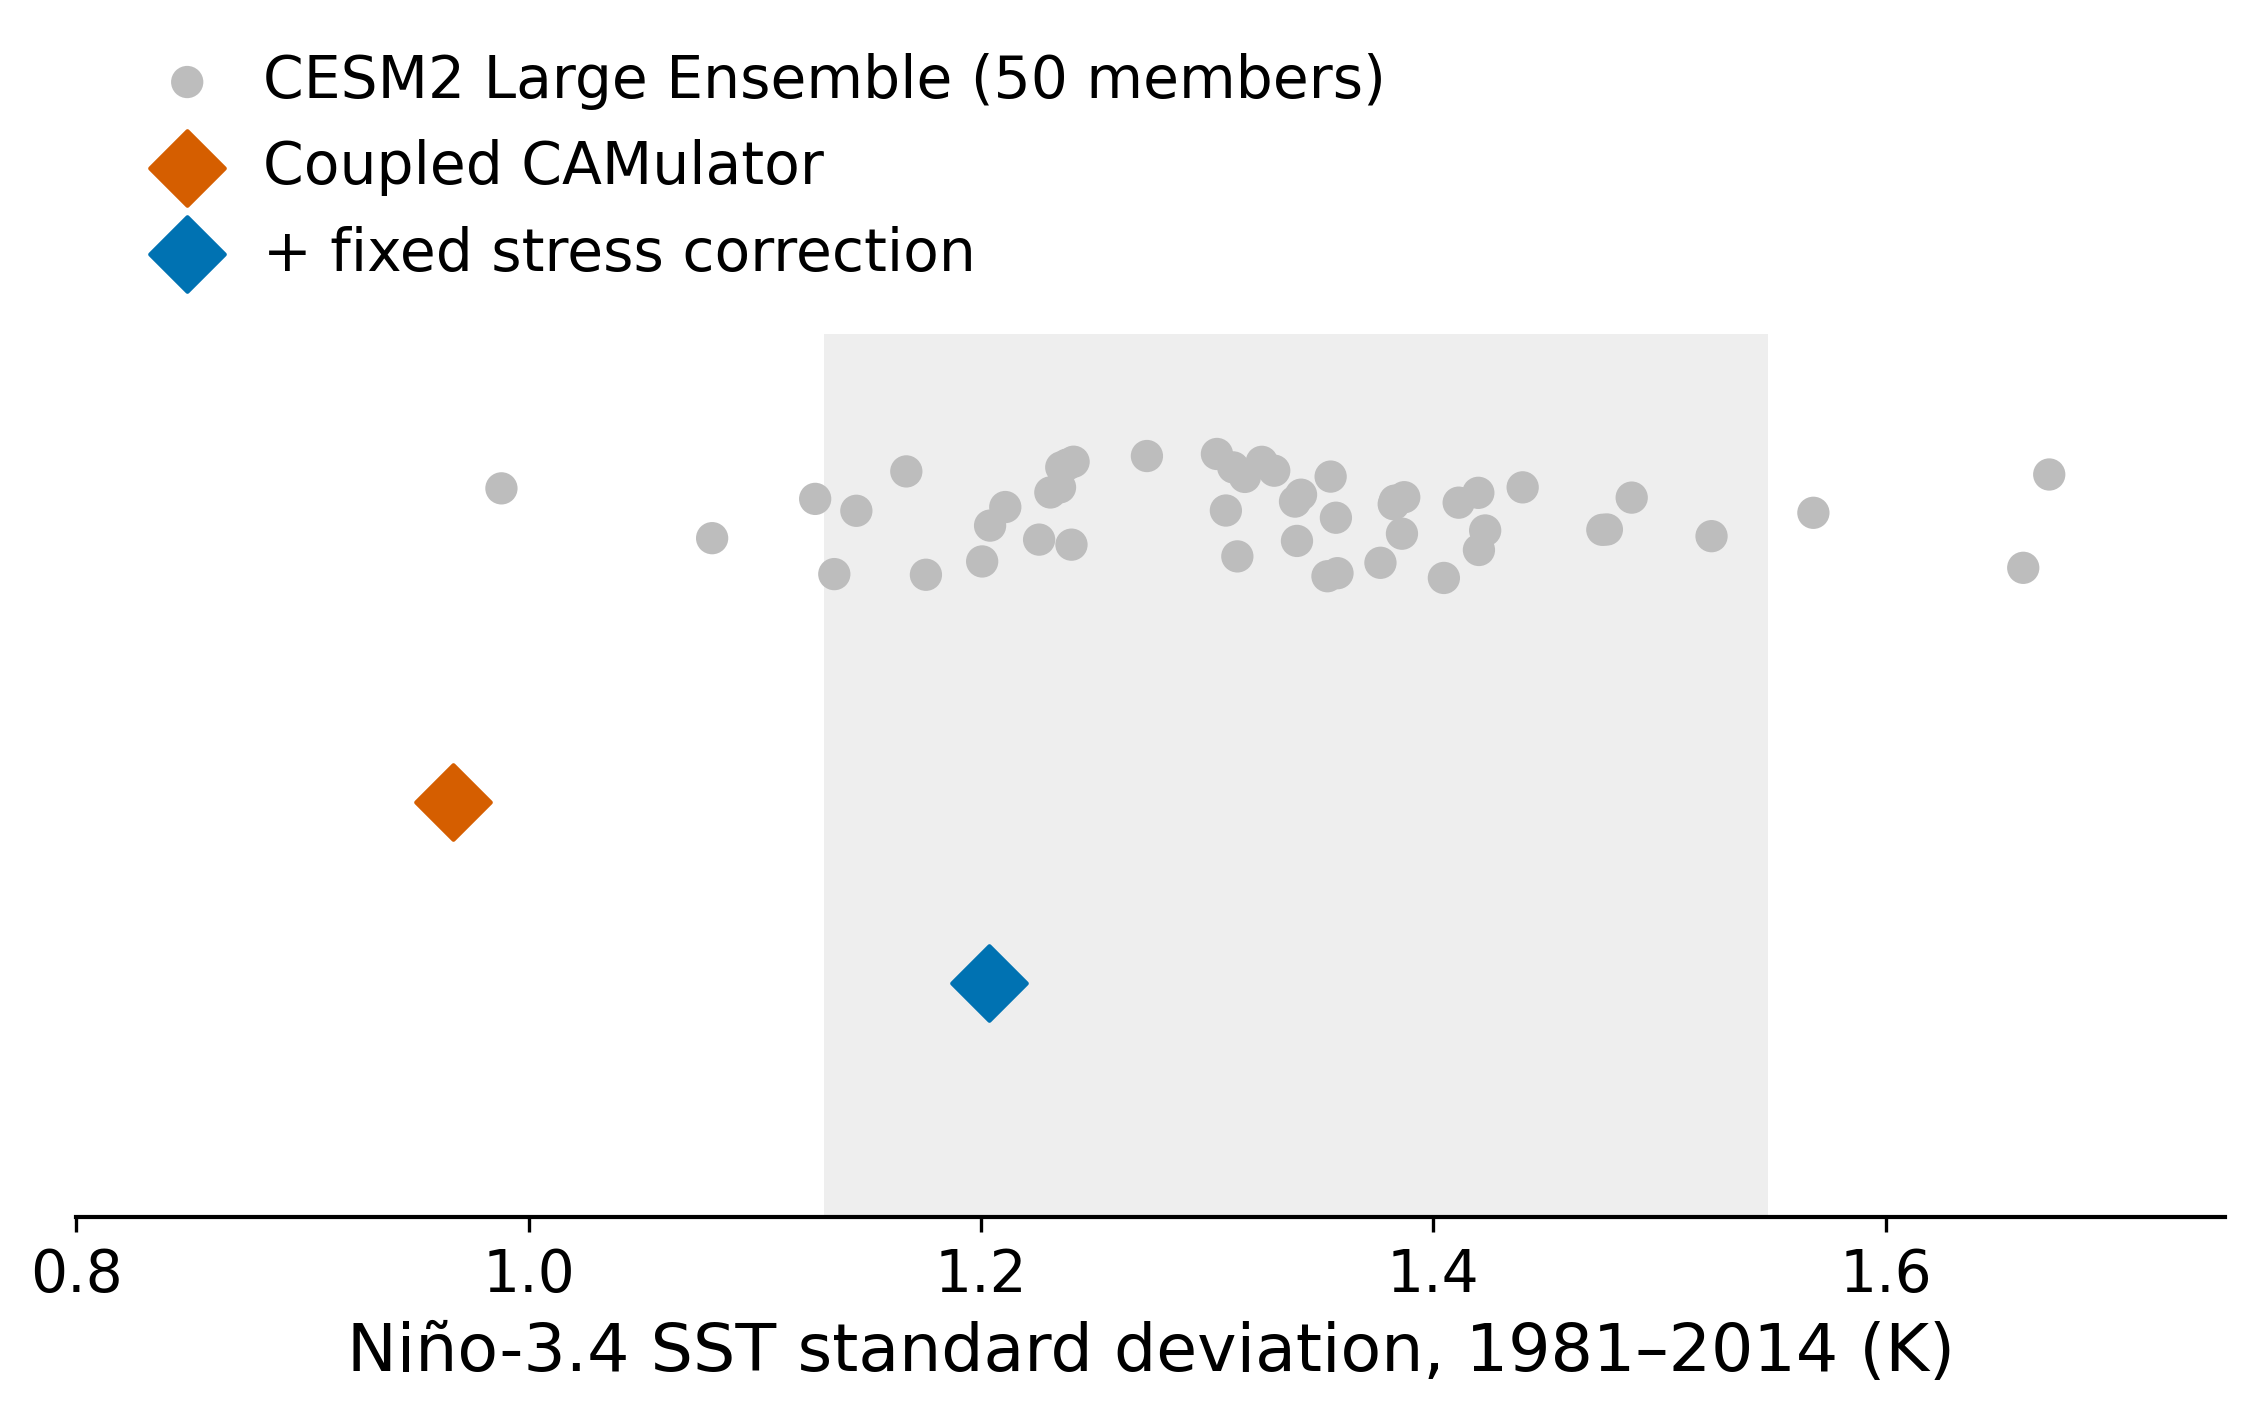 CESM2 Large Ensemble (50 members)
Coupled CAMulator
+ fixed stress correction
0.8 1.0 1.2 1.4 1.6
Niño-3.4 SST standard deviation, 1981–2014 (K)